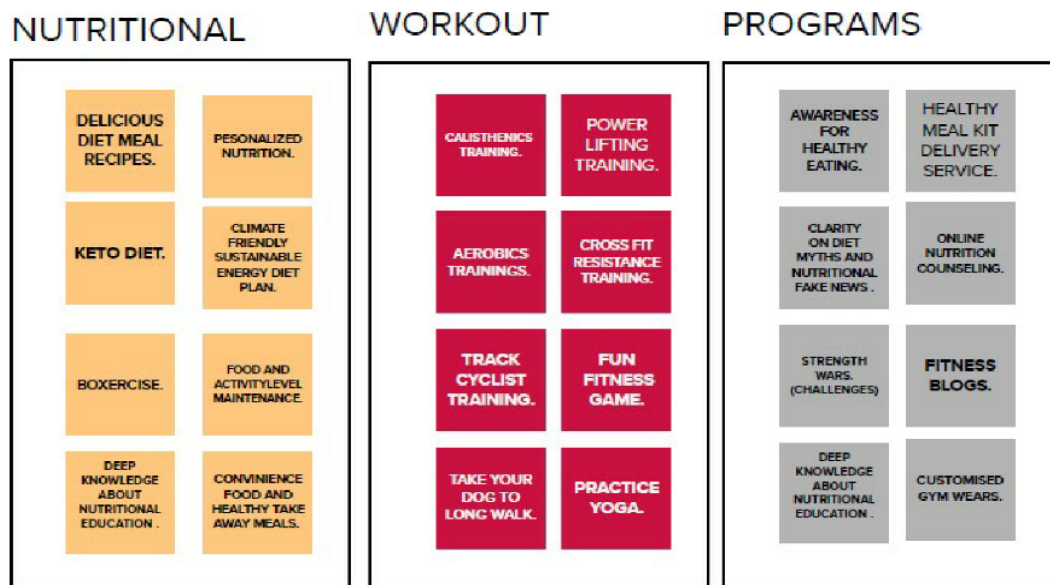 NUTRITIONAL
DELICIOUS
DIET MEAL
RECIPES.
PESONALIZED
NUTRITION.
KETO DIET.
CLIMATE
FRIENDLY
SUSTAINABLE
ENERGY DIET
PLAN.
BOXERCISE.
FOOD AND
ACTIVITYLEVEL
MAINTENANCE.
DEEP
KNOWLEDGE
ABOUT
NUTRITIONAL
EDUCATION .
CONVINIENCE
FOOD AND
HEALTHY TAKE
AWAY MEALS.
WORKOUT
CALISTHENICS
TRAINING.
POWER
LIFTING
TRAINING.
AEROBICS
TRAININGS.
CROSS FIT
RESISTANCE
TRAINING.
TRACK
CYCLIST
TRAINING.
FUN
FITNESS
GAME.
TAKE YOUR
DOG TO
LONG WALK.
PRACTICE
YOGA.
PROGRAMS
AWARENESS
FOR
HEALTHY
EATING.
HEALTHY
MEAL KIT
DELIVERY
SERVICE.
CLARITY
ON DIET
MYTHS AND
NUTRITIONAL
FAKE NEWS .
ONLINE
NUTRITION
COUNSELING.
STRENGTH
WARS.
(CHALLENGES)
FITNESS
BLOGS.
DEEP
KNOWLEDGE
ABOUT
NUTRITIONAL
EDUCATION .
CUSTOMISED
GYM WEARS.